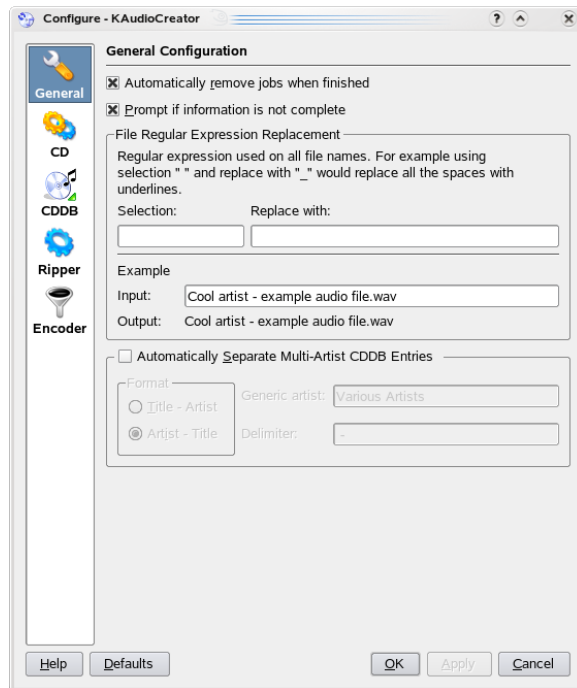 Configure - KAudioCreator
General Configuration
General
CD
CDDB
Ripper
Encoder
Automatically remove jobs when finished
Prompt if information is not complete
File Regular Expression Replacement
Regular expression used on all file names. For example using
selection " " and replace with "_" would replace all the spaces with
underlines.
Selection: Replace with:
Example
Input: Cool artist - example audio file.wav
Output: Cool artist - example audio file.wav
Automatically Separate Multi-Artist CDDB Entries
Format
Title - Artist
Artist - Title
Generic artist: Various Artists
Delimiter: -
Help Defaults OK Apply Cancel